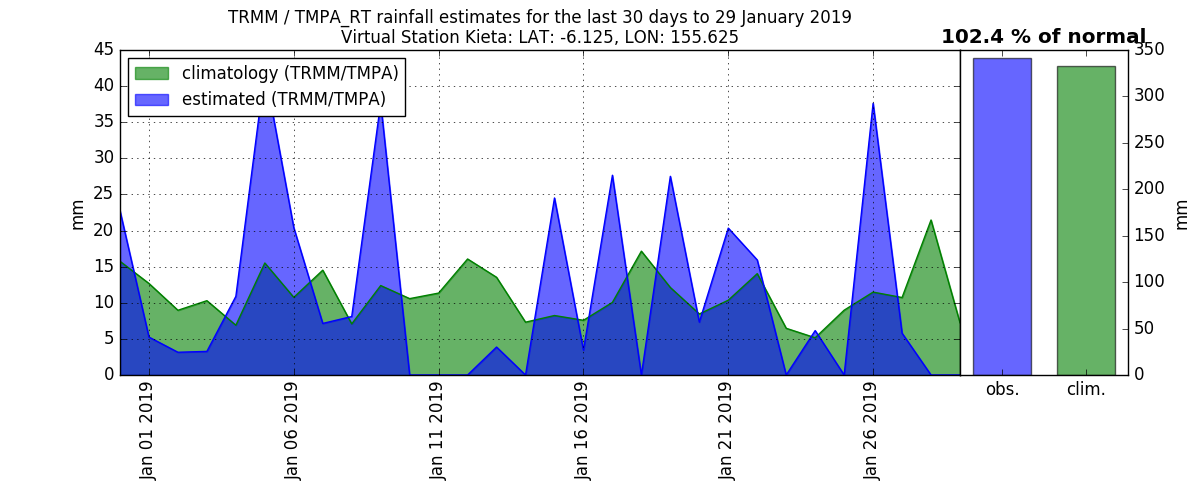 TRMM / TMPA_RT rainfall estimates for the last 30 days to 29 January 2019
Virtual Station Kieta: LAT: -6.125, LON: 155.625
102.4 % of normal
climatology (TRMM/TMPA)
estimated (TRMM/TMPA)
45
40
35
30
25
20
15
10
5
0
mm
Jan 01 2019
Jan 06 2019
Jan 11 2019
Jan 16 2019
Jan 21 2019
Jan 26 2019
obs.
clim.
350
300
250
200
150
100
50
0
mm